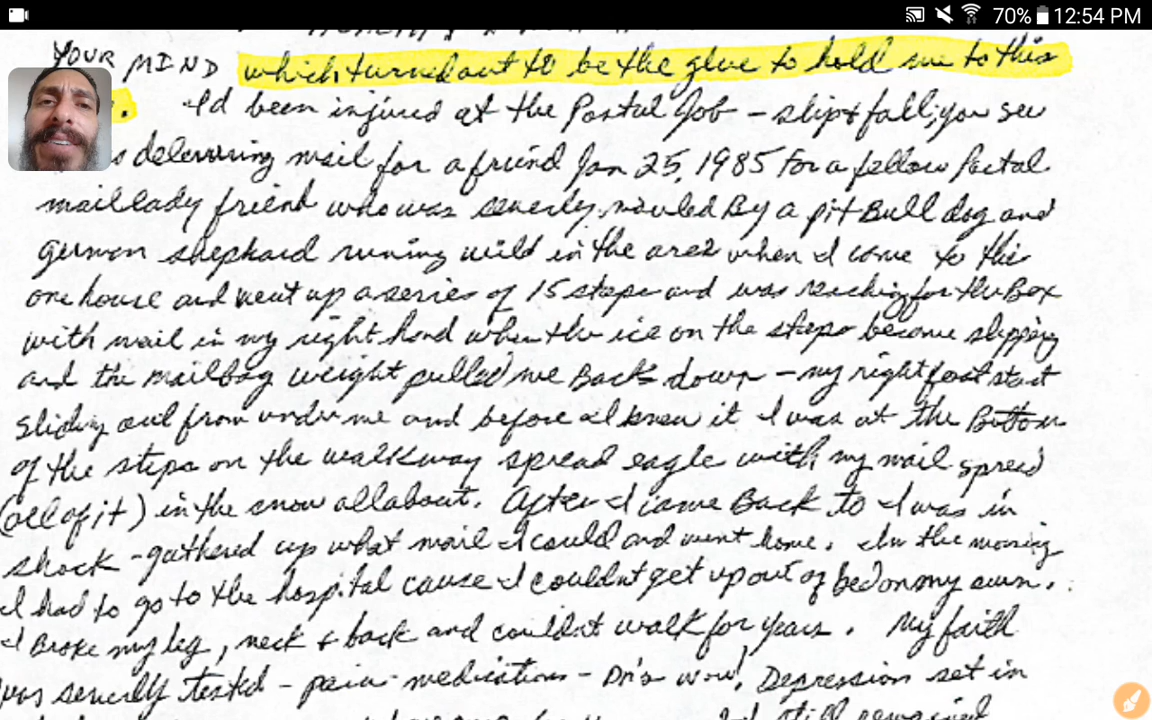 70% 12:54 PM
YOUR MIND which turned out to be the glue to hold me to this
I'd been injured at the Postal Job - slip & fall; you see
s delivering mail for a friend Jan 25, 1985 for a fellow Postal
maillady friend who was severly mauled By a pit Bull dog and
german shephard runing wild in the area when I come to this
one house and went up a series of 15 steps and was reaching for the Box
with mail in my right hand when the ice on the steps became slippery
and the mailbag weight pulled me Back down - my right foot start
sliding out from under me and before I knew it I was at the Bottom
of the steps on the walkway spread eagle with my mail spread
(all of it) in the snow all about. After I came Back to I was in
shock - gathered up what mail I could and went home. In the morning
I had to go to the hospital cause I couldn't get up out of bed on my own.
I Broke my leg, neck & back and couldn't walk for years. My faith
was severly tested - pain - medications - Dr's wow! Depression set in
still remained